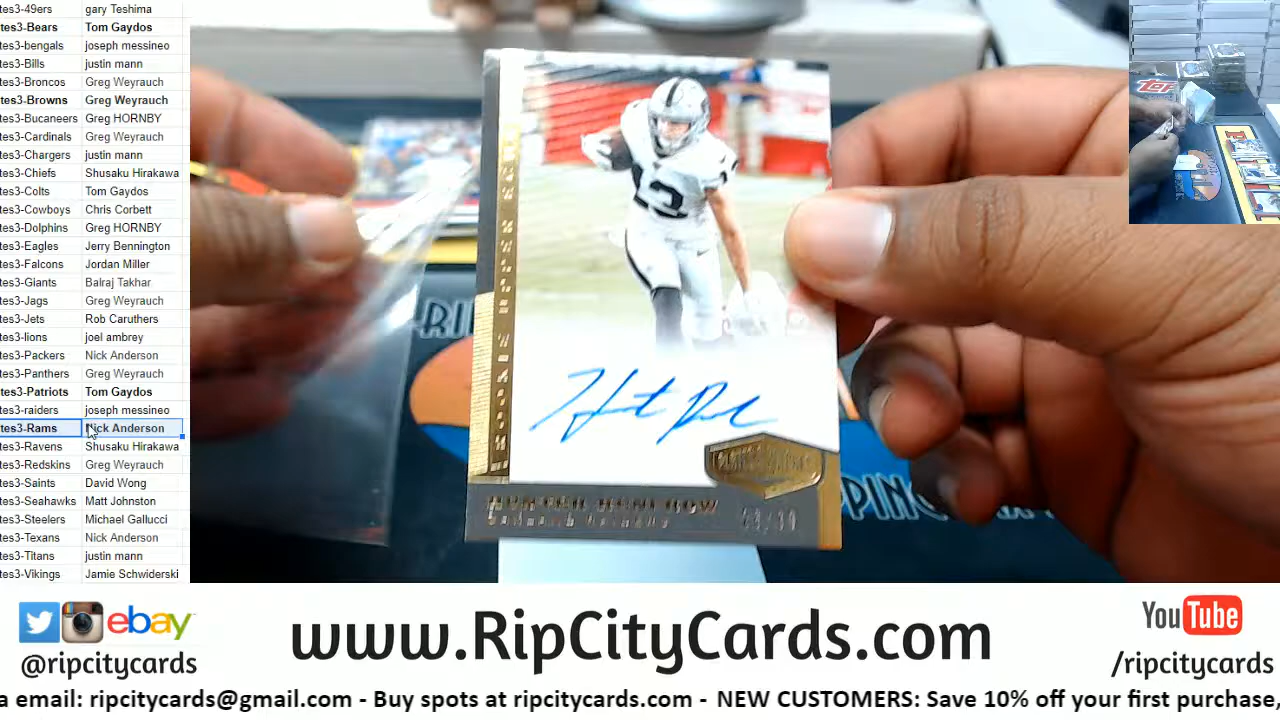 tes3-49ers gary Teshima
tes3-Bears Tom Gaydos
tes3-bengals joseph messineo
tes3-Bills justin mann
tes3-Broncos Greg Weyrauch
tes3-Browns Greg Weyrauch
tes3-Bucaneers Greg HORNBY
tes3-Cardinals Greg Weyrauch
tes3-Chargers justin mann
tes3-Chiefs Shusaku Hirakawa
tes3-Colts Tom Gaydos
tes3-Cowboys Chris Corbett
tes3-Dolphins Greg HORNBY
tes3-Eagles Jerry Bennington
tes3-Falcons Jordan Miller
tes3-Giants Balraj Takhar
tes3-Jags Greg Weyrauch
tes3-Jets Rob Caruthers
tes3-lions joel ambrey
tes3-Packers Nick Anderson
tes3-Panthers Greg Weyrauch
tes3-Patriots Tom Gaydos
tes3-raiders joseph messineo
tes3-Rams Nick Anderson
tes3-Ravens Shusaku Hirakawa
tes3-Redskins Greg Weyrauch
tes3-Saints David Wong
tes3-Seahawks Matt Johnston
tes3-Steelers Michael Gallucci
tes3-Texans Nick Anderson
tes3-Titans justin mann
tes3-Vikings Jamie Schwiderski
13
HUNTER RENFROW
OAKLAND RAIDERS
ebay
@ripcitycards
www.RipCityCards.com
YouTube
/ripcitycards
a email: ripcitycards@gmail.com - Buy spots at ripcitycards.com - NEW CUSTOMERS: Save 10% off your first purchase,